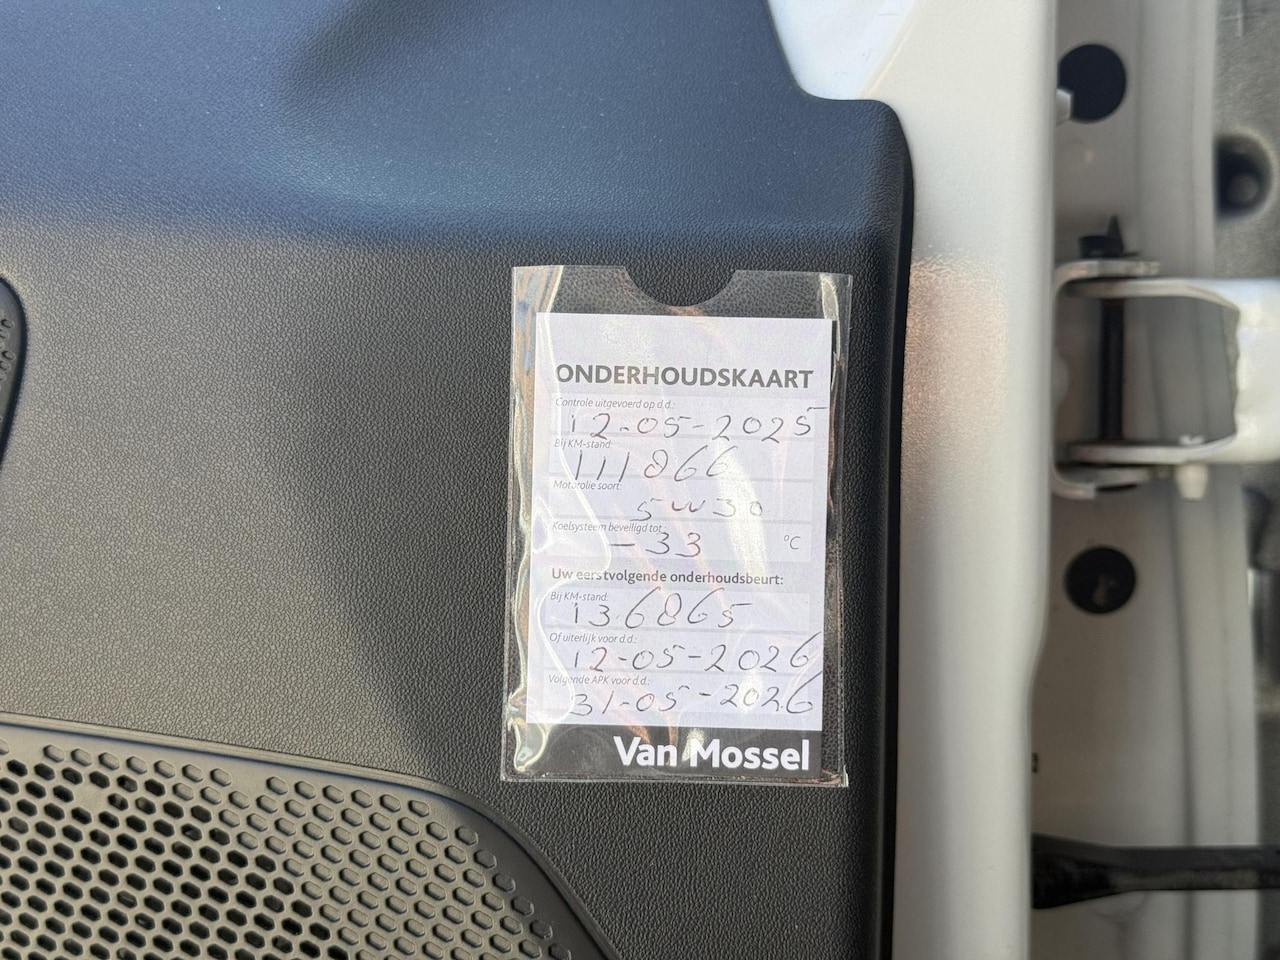 ONDERHOUDSKAART
Controle uitgevoerd op d.d.:
12-05-2025
Bij KM-stand:
111866
Motorolie soort:
5W30
Koelsysteem beveiligd tot:
-33 °C
Uw eerstvolgende onderhoudsbeurt:
Bij KM-stand:
136865
Of uiterlijk voor d.d.:
12-05-2026
Volgende APK voor d.d.:
31-05-2026
Van Mossel